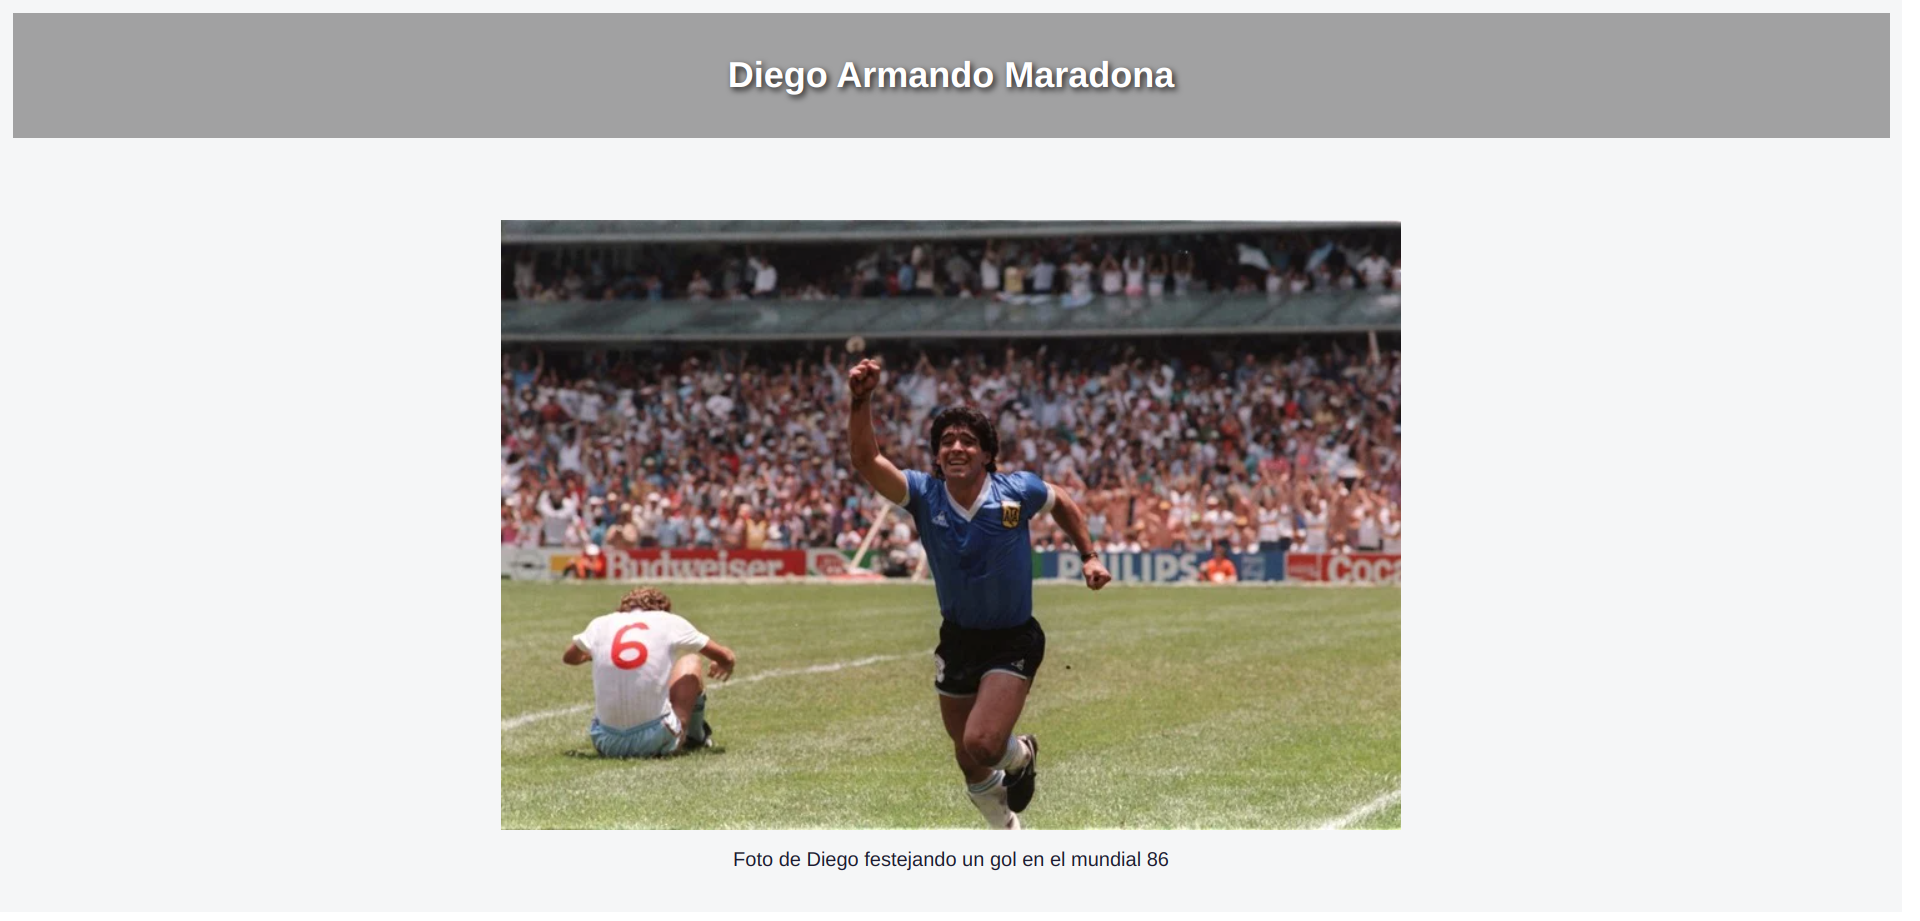 Diego Armando Maradona
Budweiser
PHILIPS
Coca
6
Foto de Diego festejando un gol en el mundial 86